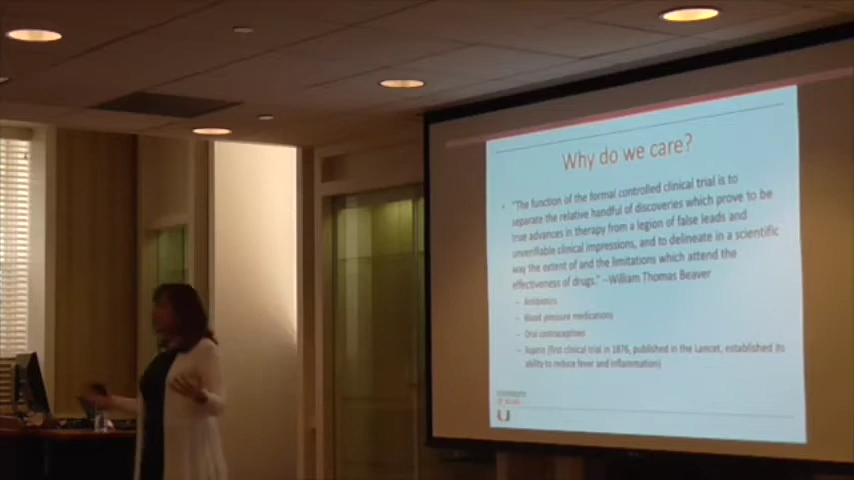 Why do we care?
• "The function of the formal controlled clinical trial is to
separate the relative handful of discoveries which prove to be
true advances in therapy from a legion of false leads and
unverifiable clinical impressions, and to delineate in a scientific
way the extent of and the limitations which attend the
effectiveness of drugs." –William Thomas Beaver
– Antibiotics
– Blood pressure medications
– Oral contraceptives
– Aspirin (first clinical trial in 1876, published in the Lancet, established its
ability to reduce fever and inflammation)
U